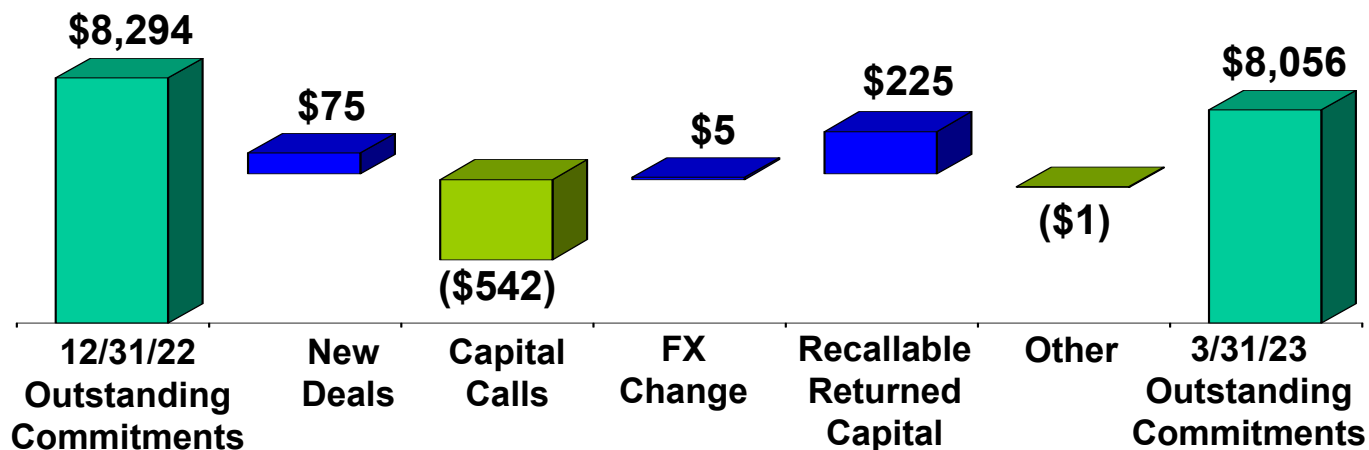 $8,294
$75
($542)
$5
$225
($1)
$8,056
12/31/22
Outstanding
Commitments
New
Deals
Capital
Calls
FX
Change
Recallable
Returned
Capital
Other
3/31/23
Outstanding
Commitments